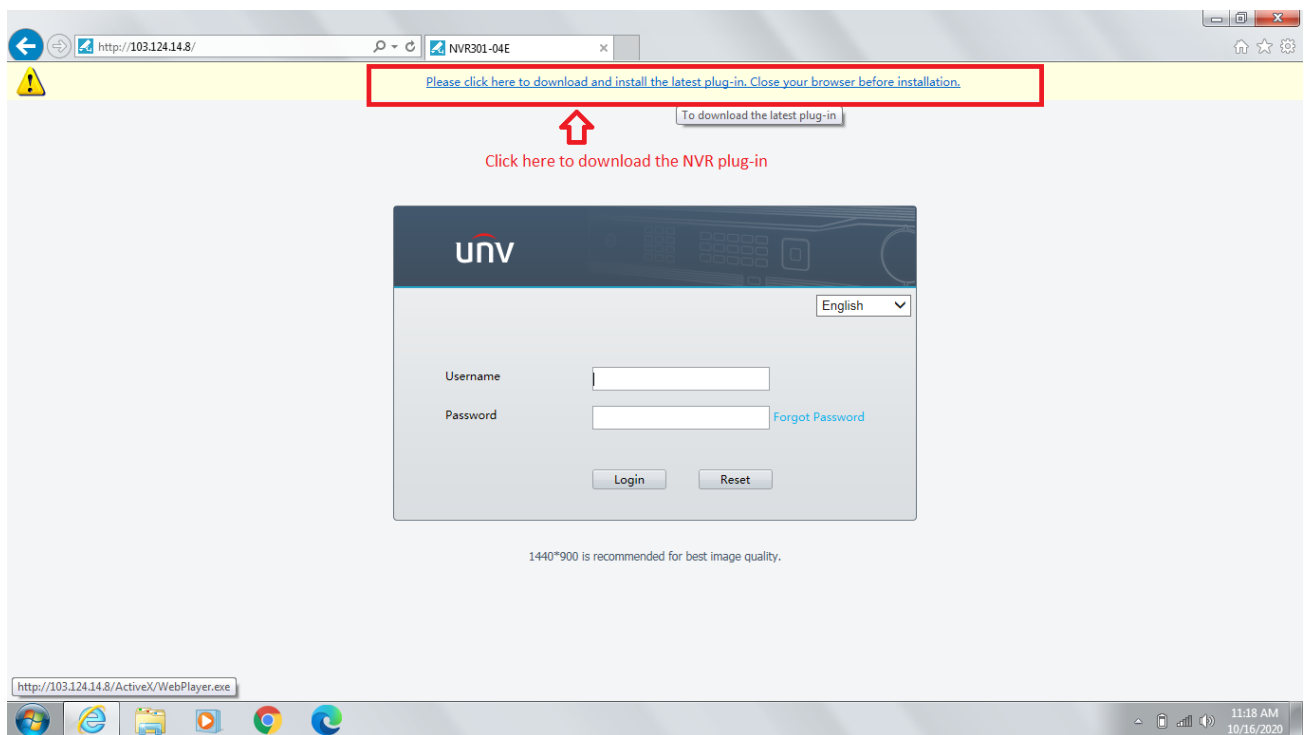 http://103.124.14.8/
NVR301-04E
Please click here to download and install the latest plug-in. Close your browser before installation.
To download the latest plug-in
Click here to download the NVR plug-in
unv
English
Username
Password
Forgot Password
Login
Reset
1440*900 is recommended for best image quality.
http://103.124.14.8/ActiveX/WebPlayer.exe
11:18 AM
10/16/2020